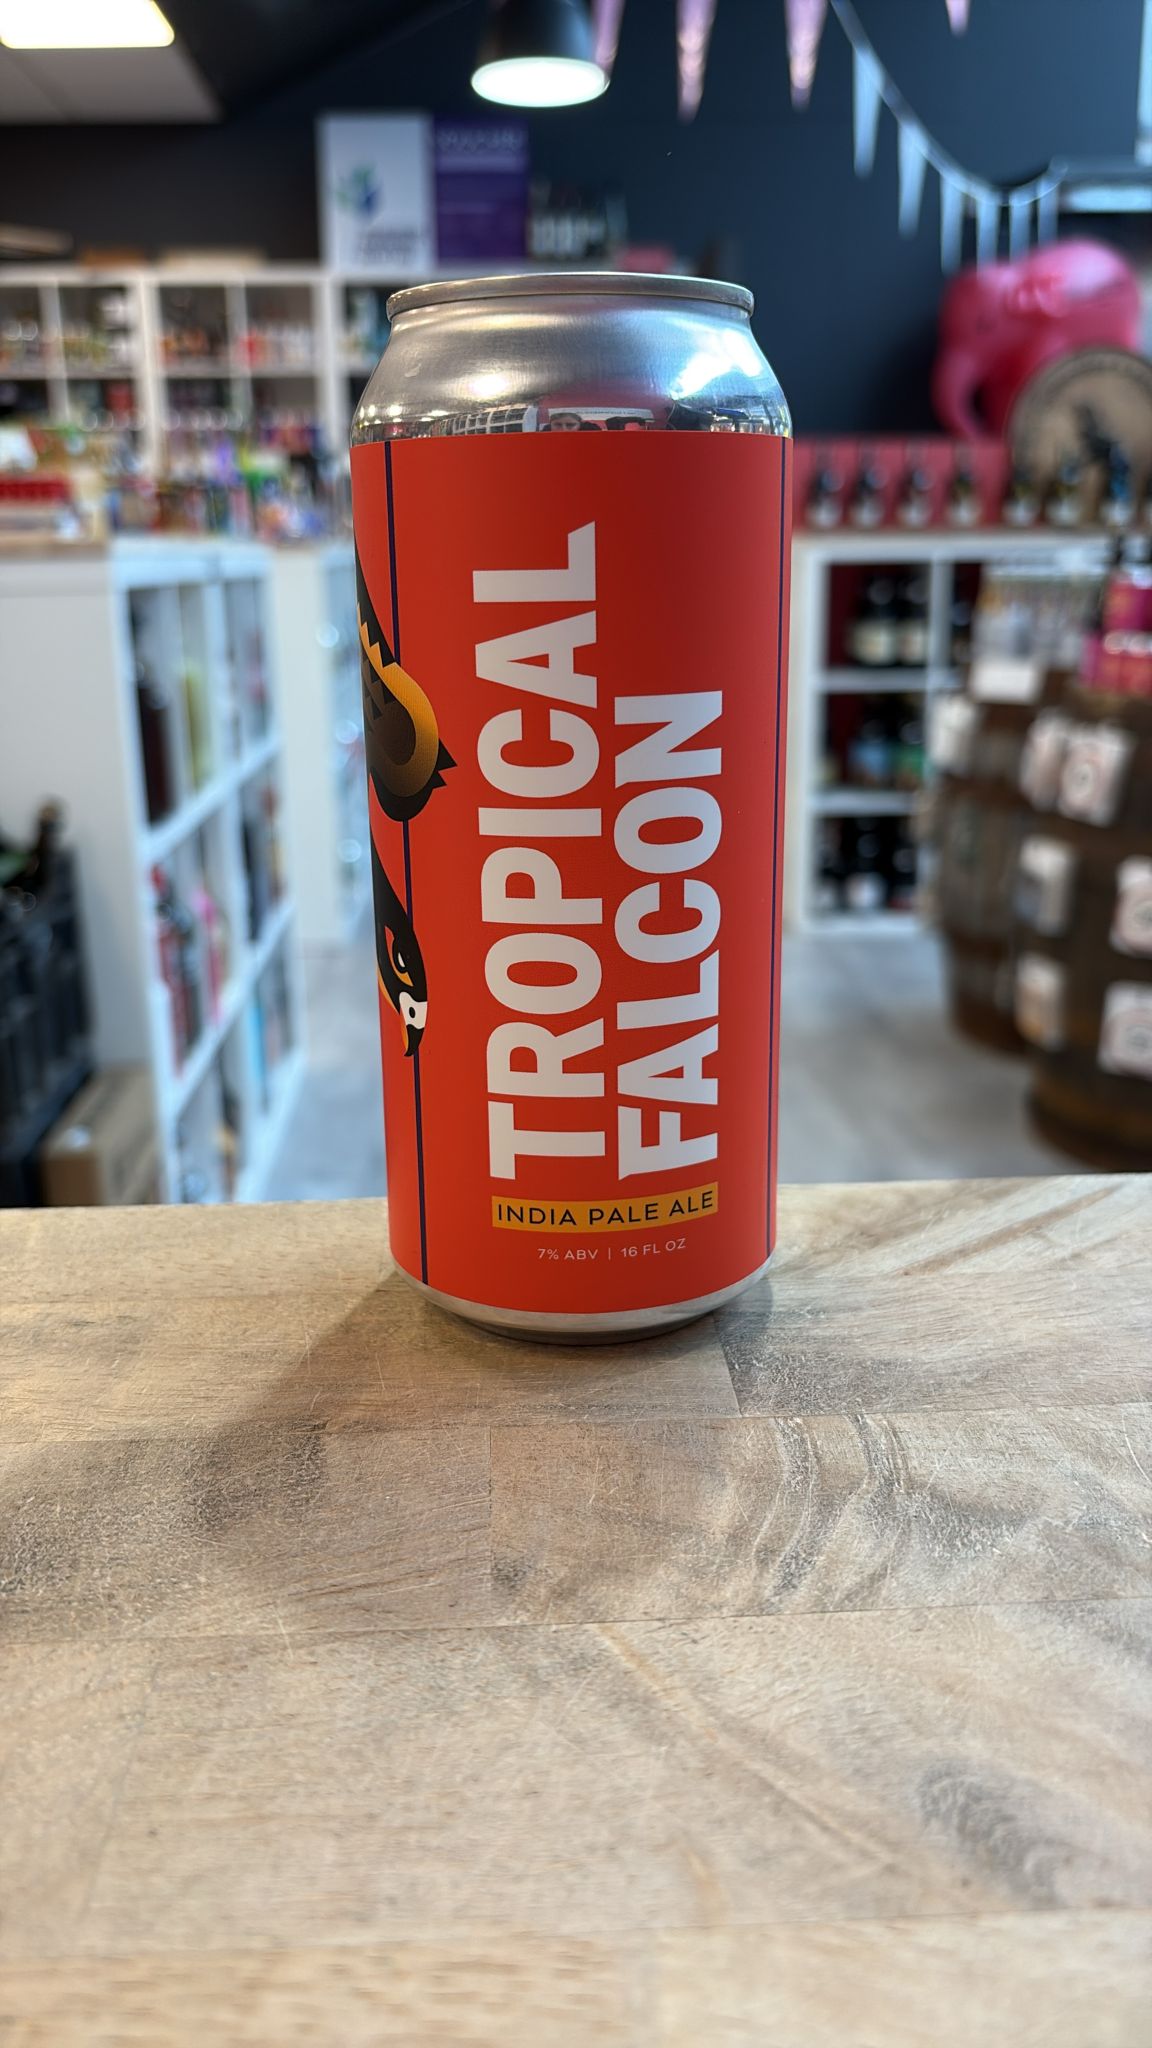 TROPICAL
FALCON
INDIA PALE ALE
7% ABV | 16 FL OZ